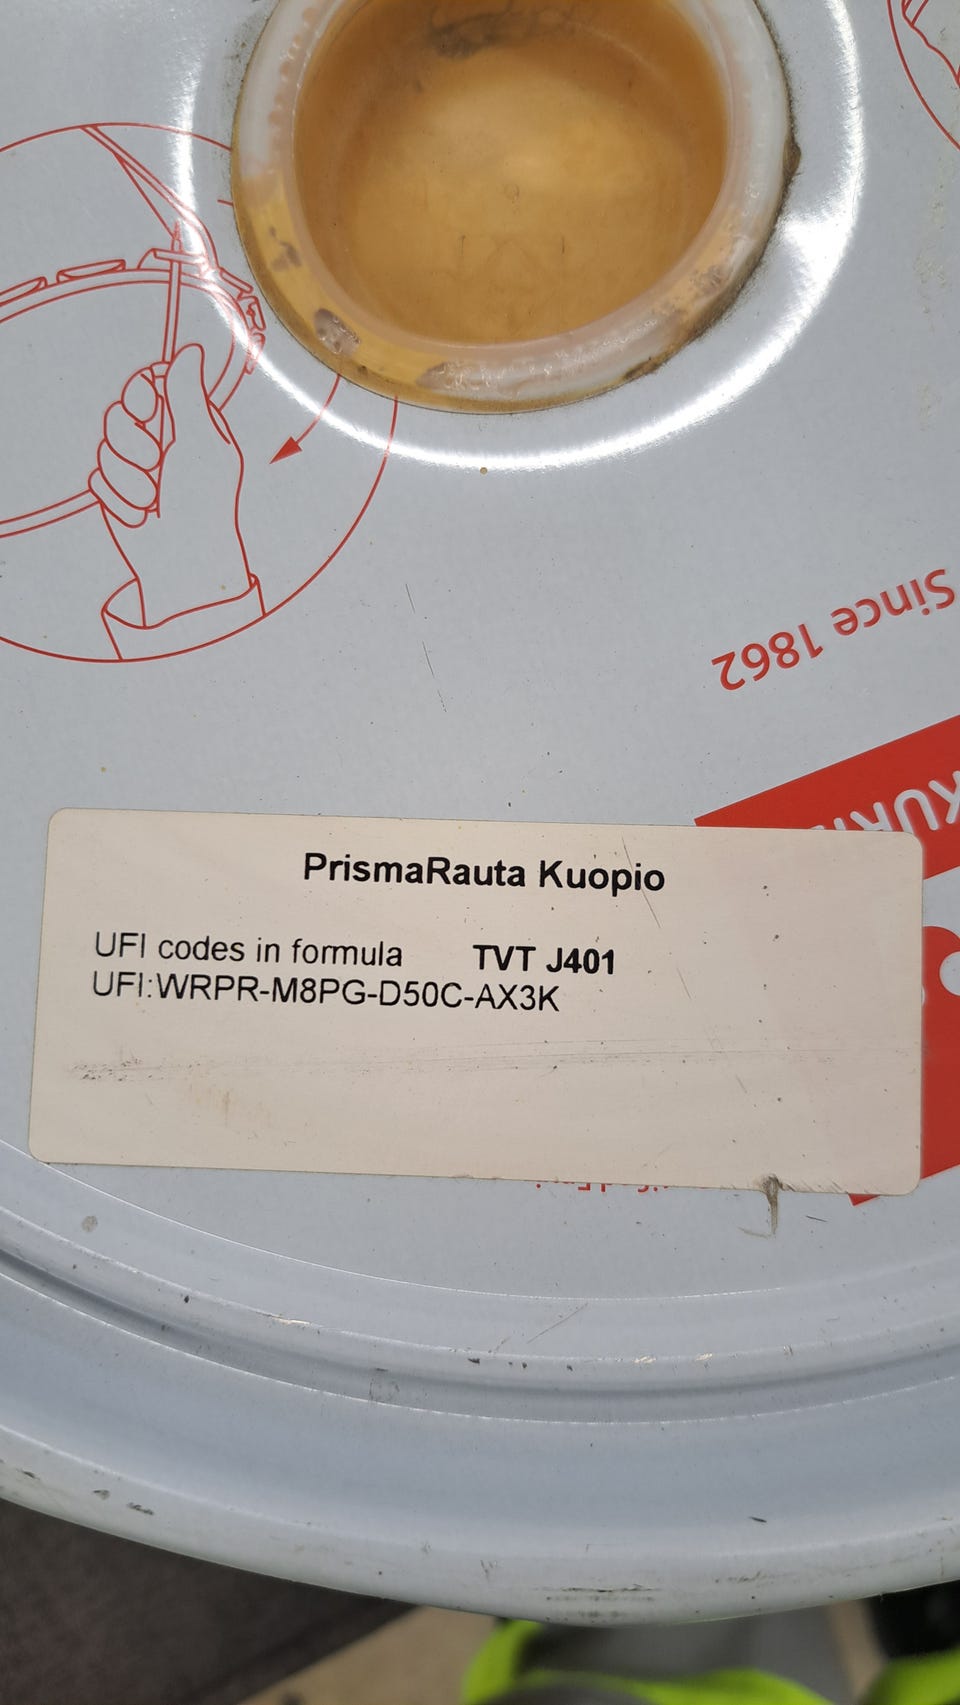 Since 1862
PrismaRauta Kuopio
UFI codes in formula TVT J401
UFI:WRPR-M8PG-D50C-AX3K